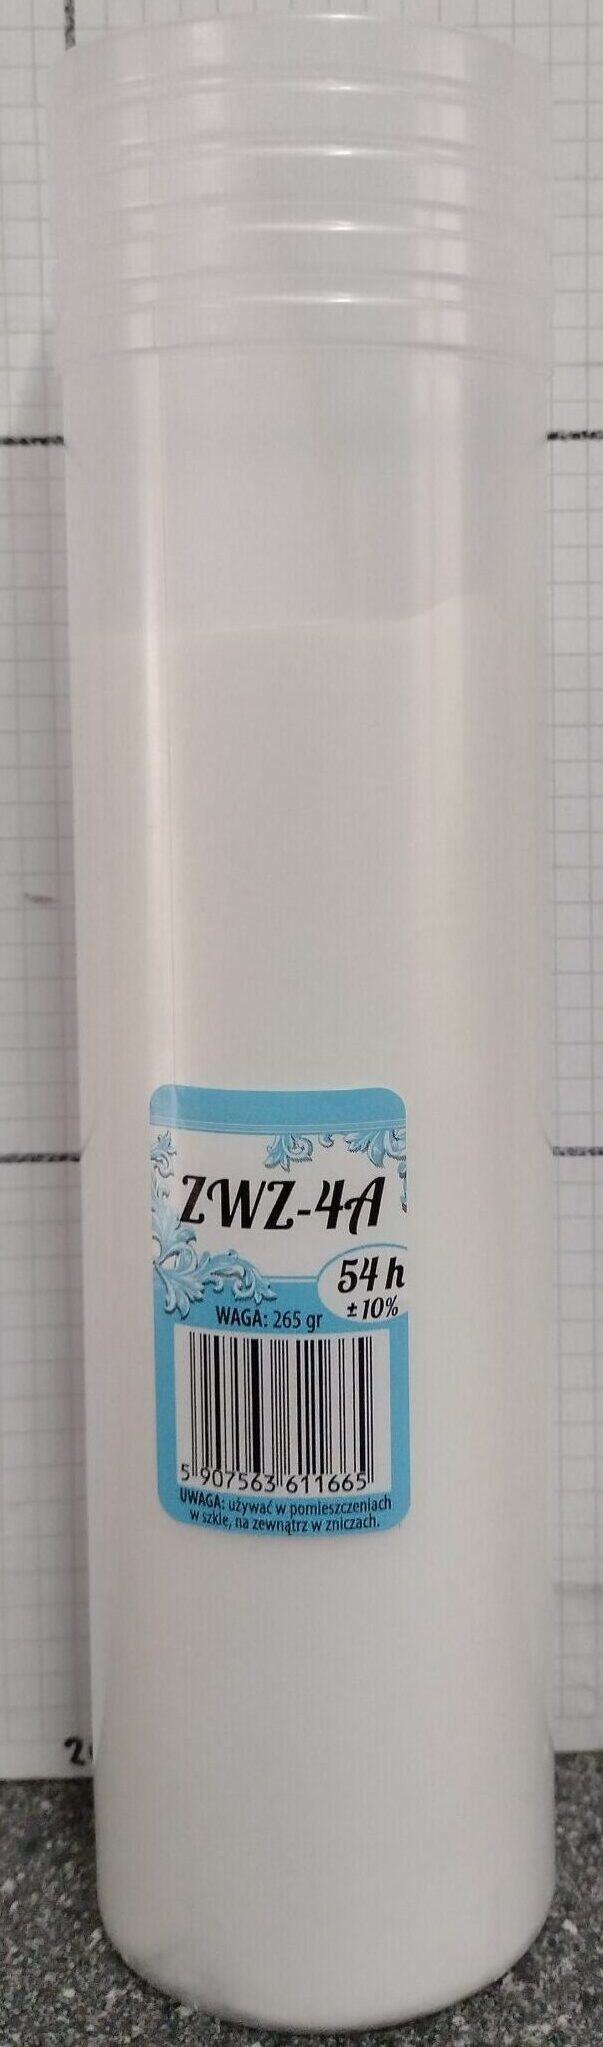 ZWZ-4A
54 h
±10%
WAGA: 265 gr
5 907563 611665
UWAGA: używać w pomieszczeniach
w szkle, na zewnątrz w zniczach.